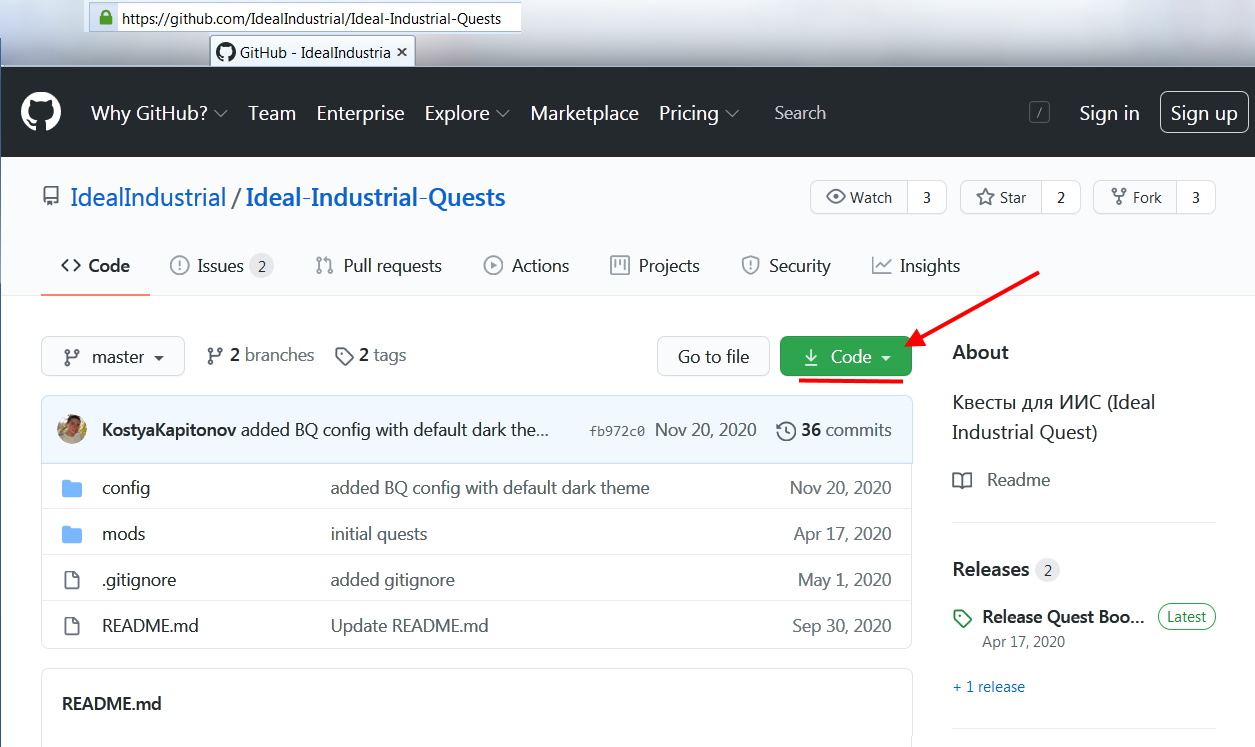 https://github.com/IdealIndustrial/Ideal-Industrial-Quests
GitHub - IdealIndustria
Why GitHub? Team Enterprise Explore Marketplace Pricing Search / Sign in Sign up
IdealIndustrial / Ideal-Industrial-Quests Watch 3 Star 2 Fork 3
Code Issues 2 Pull requests Actions Projects Security Insights
master 2 branches 2 tags Go to file Code
About
Квесты для ИИС (Ideal
Industrial Quest)
Readme
KostyaKapitonov added BQ config with default dark the... fb972c0 Nov 20, 2020 36 commits
config added BQ config with default dark theme Nov 20, 2020
mods initial quests Apr 17, 2020
.gitignore added gitignore May 1, 2020
README.md Update README.md Sep 30, 2020
Releases 2
Release Quest Boo... Latest
Apr 17, 2020
+ 1 release
README.md